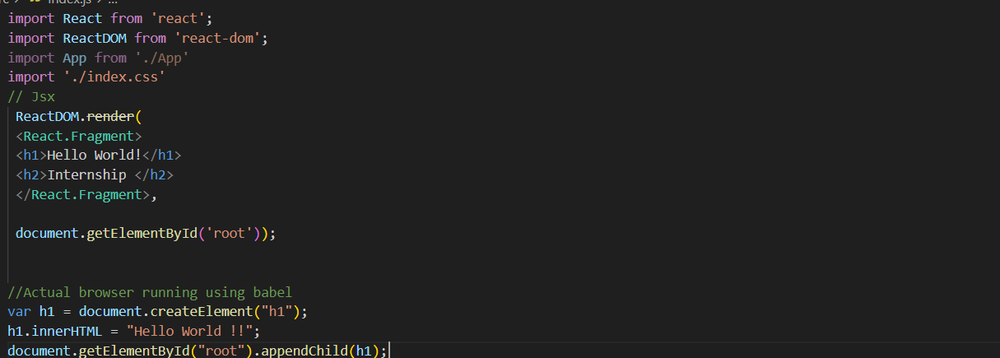 index.js > ...
import React from 'react';
import ReactDOM from 'react-dom';
import App from './App'
import './index.css'
// Jsx
ReactDOM.render(
<React.Fragment>
<h1>Hello World!</h1>
<h2>Internship </h2>
</React.Fragment>,
document.getElementById('root'));
//Actual browser running using babel
var h1 = document.createElement("h1");
h1.innerHTML = "Hello World !!";
document.getElementById("root").appendChild(h1);